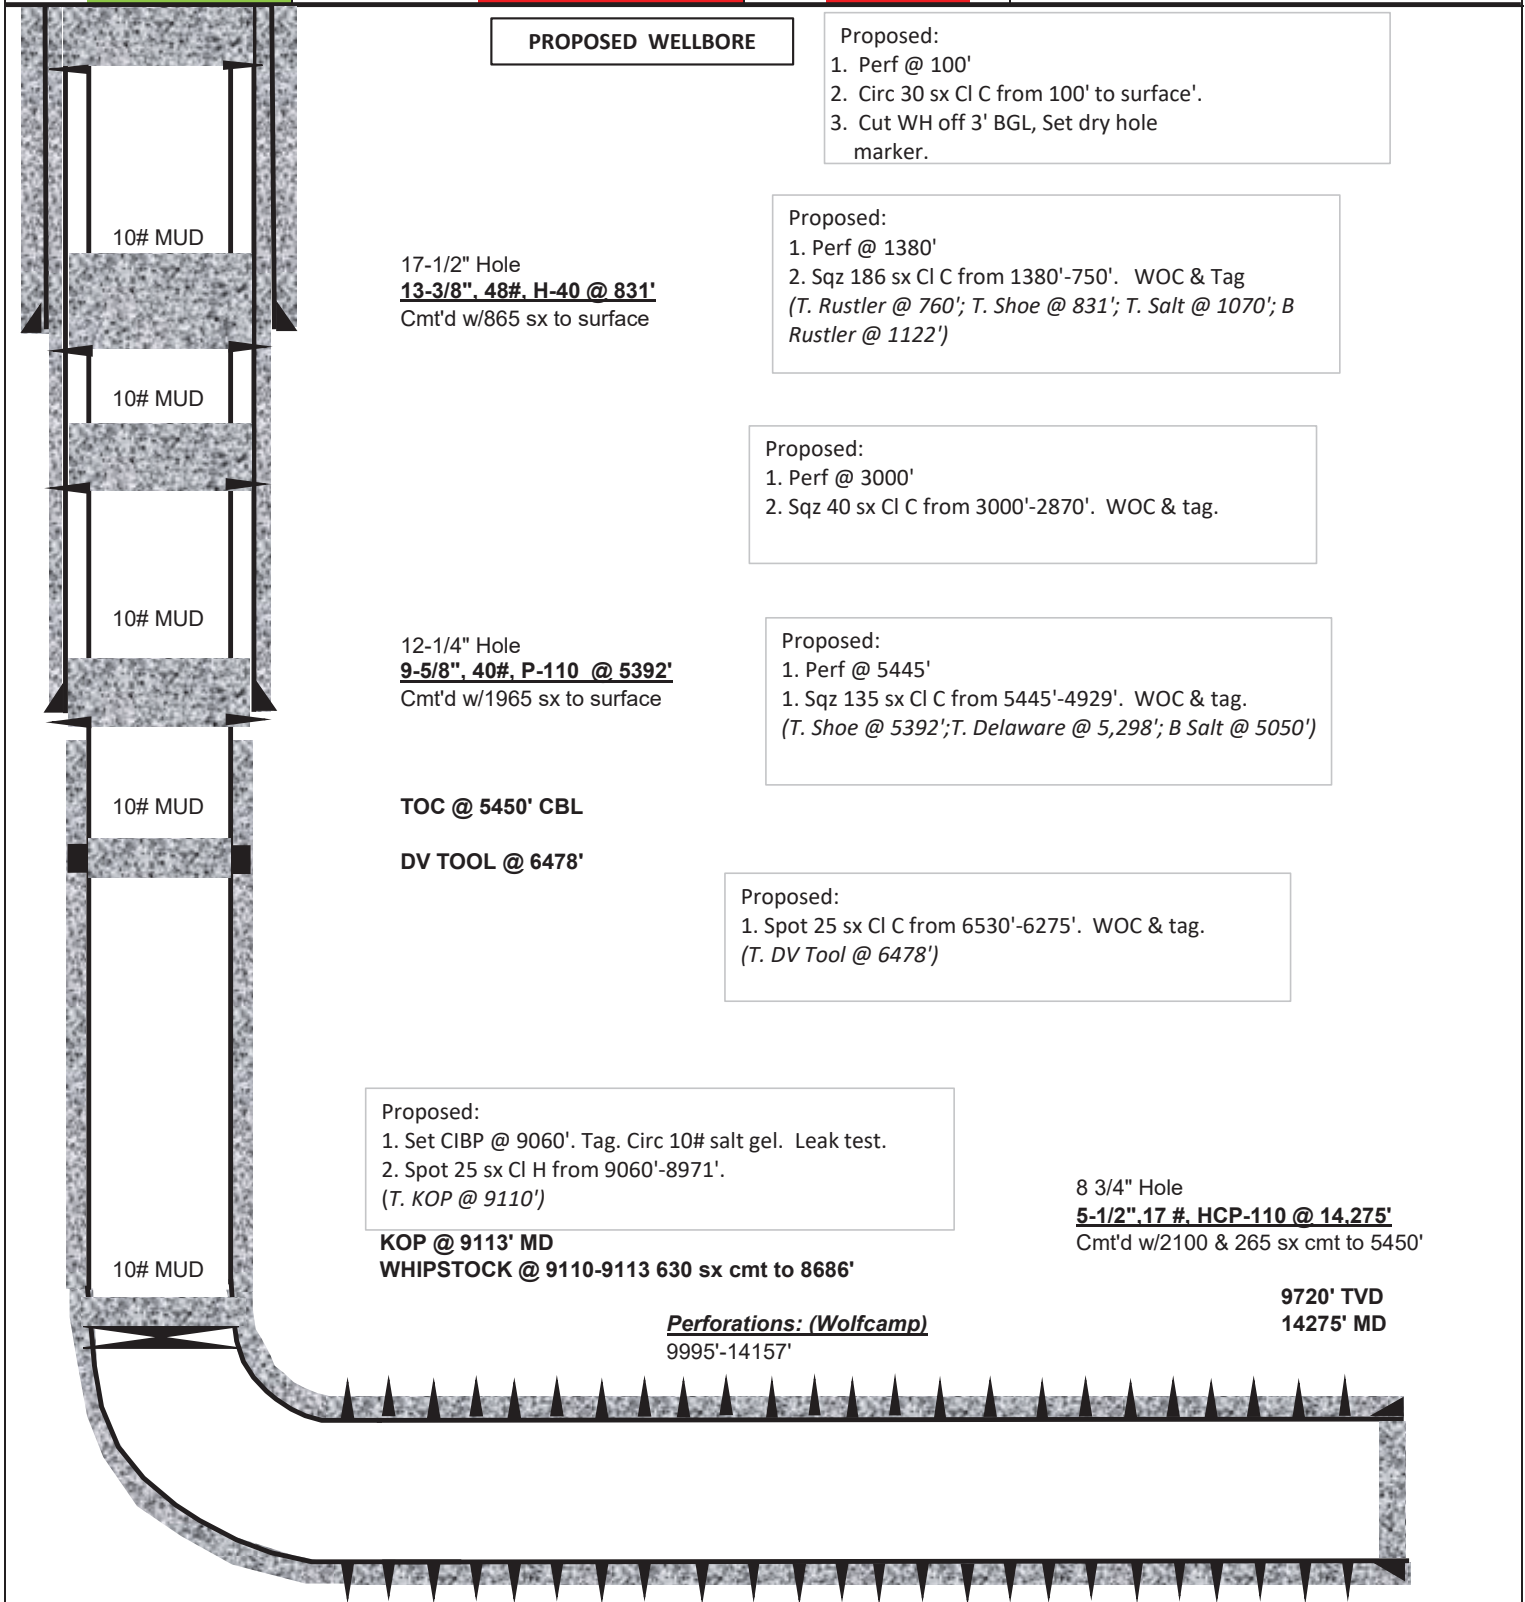 PROPOSED WELLBORE
Proposed:
1. Perf @ 100'
2. Circ 30 sx Cl C from 100' to surface'.
3. Cut WH off 3' BGL, Set dry hole
marker.
10# MUD
17-1/2" Hole
13-3/8", 48#, H-40 @ 831'
Cmt'd w/865 sx to surface
Proposed:
1. Perf @ 1380'
2. Sqz 186 sx Cl C from 1380'-750'. WOC & Tag
(T. Rustler @ 760'; T. Shoe @ 831'; T. Salt @ 1070'; B
Rustler @ 1122')
10# MUD
Proposed:
1. Perf @ 3000'
2. Sqz 40 sx Cl C from 3000'-2870'. WOC & tag.
10# MUD
12-1/4" Hole
9-5/8", 40#, P-110 @ 5392'
Cmt'd w/1965 sx to surface
Proposed:
1. Perf @ 5445'
1. Sqz 135 sx Cl C from 5445'-4929'. WOC & tag.
(T. Shoe @ 5392';T. Delaware @ 5,298'; B Salt @ 5050')
10# MUD
TOC @ 5450' CBL
DV TOOL @ 6478'
Proposed:
1. Spot 25 sx Cl C from 6530'-6275'. WOC & tag.
(T. DV Tool @ 6478')
Proposed:
1. Set CIBP @ 9060'. Tag. Circ 10# salt gel. Leak test.
2. Spot 25 sx Cl H from 9060'-8971'.
(T. KOP @ 9110')
KOP @ 9113' MD
WHIPSTOCK @ 9110-9113 630 sx cmt to 8686'
10# MUD
8 3/4" Hole
5-1/2",17 #, HCP-110 @ 14,275'
Cmt'd w/2100 & 265 sx cmt to 5450'
9720' TVD
14275' MD
Perforations: (Wolfcamp)
9995'-14157'